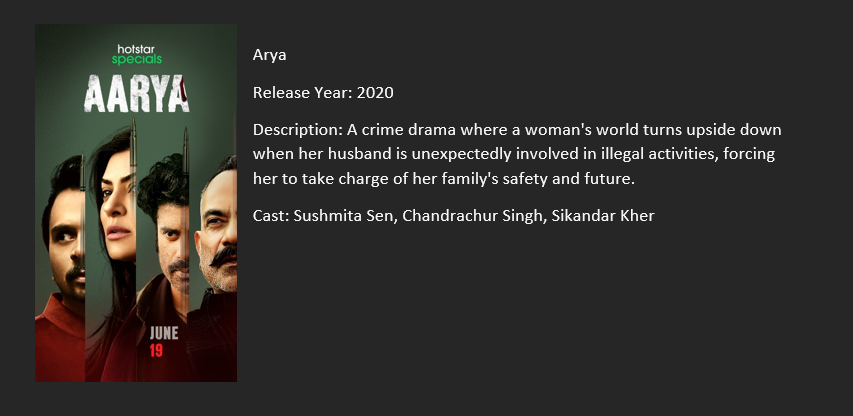 hotstar
specials
AARYA
JUNE
19
Arya
Release Year: 2020
Description: A crime drama where a woman's world turns upside down
when her husband is unexpectedly involved in illegal activities, forcing
her to take charge of her family's safety and future.
Cast: Sushmita Sen, Chandrachur Singh, Sikandar Kher